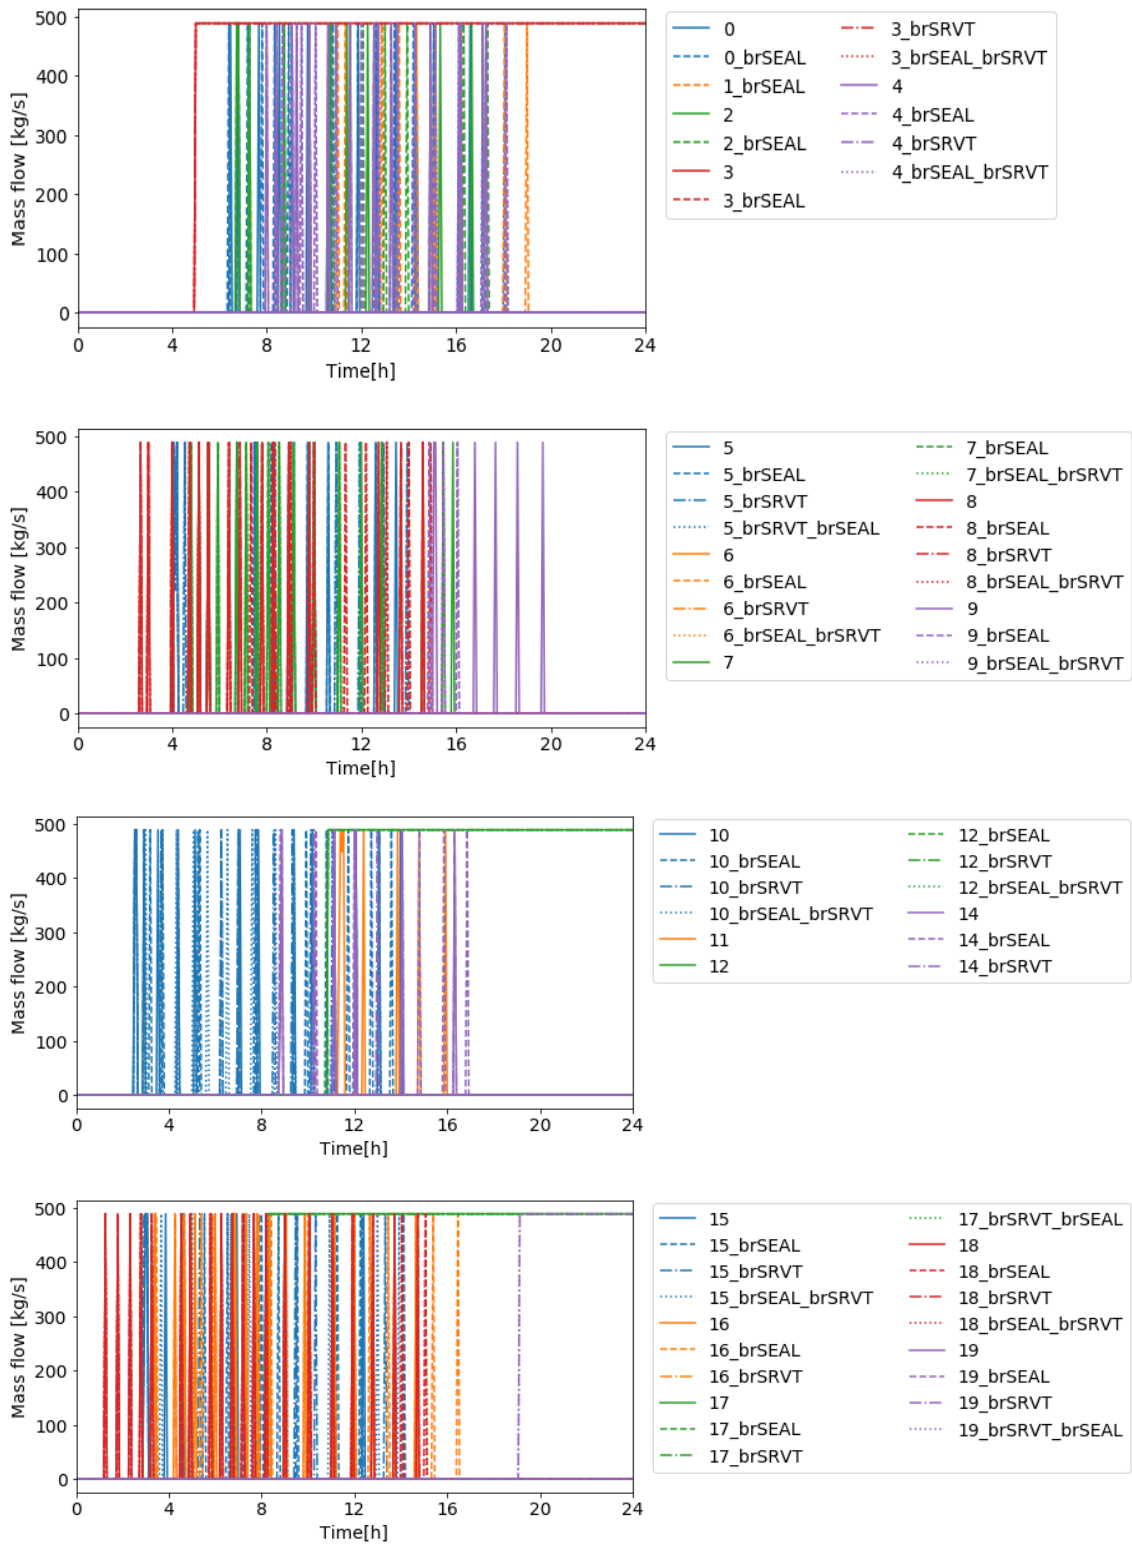 500
400
300
200
100
0
Mass flow [kg/s]
0 4 8 12 16 20 24
Time[h]
0
0_brSEAL
1_brSEAL
2
2_brSEAL
3
3_brSEAL
3_brSRVT
3_brSEAL_brSRVT
4
4_brSEAL
4_brSRVT
4_brSEAL_brSRVT
500
400
300
200
100
0
Mass flow [kg/s]
0 4 8 12 16 20 24
Time[h]
5
5_brSEAL
5_brSRVT
5_brSRVT_brSEAL
6
6_brSEAL
6_brSRVT
6_brSEAL_brSRVT
7
7_brSEAL
7_brSEAL_brSRVT
8
8_brSEAL
8_brSRVT
8_brSEAL_brSRVT
9
9_brSEAL
9_brSEAL_brSRVT
500
400
300
200
100
0
Mass flow [kg/s]
0 4 8 12 16 20 24
Time[h]
10
10_brSEAL
10_brSRVT
10_brSEAL_brSRVT
11
12
12_brSEAL
12_brSRVT
12_brSEAL_brSRVT
14
14_brSEAL
14_brSRVT
500
400
300
200
100
0
Mass flow [kg/s]
0 4 8 12 16 20 24
Time[h]
15
15_brSEAL
15_brSRVT
15_brSEAL_brSRVT
16
16_brSEAL
16_brSRVT
17
17_brSEAL
17_brSRVT
17_brSRVT_brSEAL
18
18_brSEAL
18_brSRVT
18_brSEAL_brSRVT
19
19_brSEAL
19_brSRVT
19_brSRVT_brSEAL